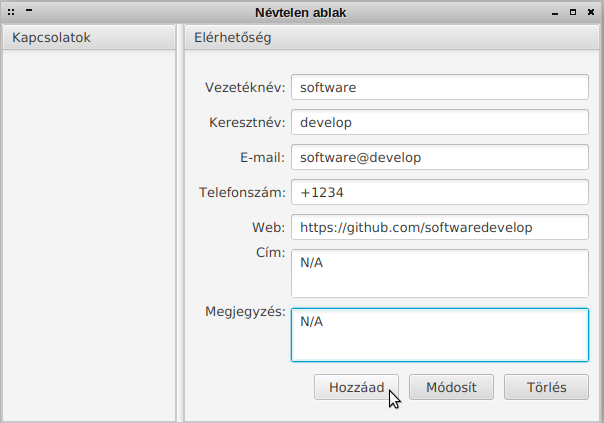 Névtelen ablak
Kapcsolatok
Elérhetőség
Vezetéknév: software
Keresztnév: develop
E-mail: software@develop
Telefonszám: +1234
Web: https://github.com/softwaredevelop
Cím: N/A
Megjegyzés: N/A
Hozzáad Módosít Törlés